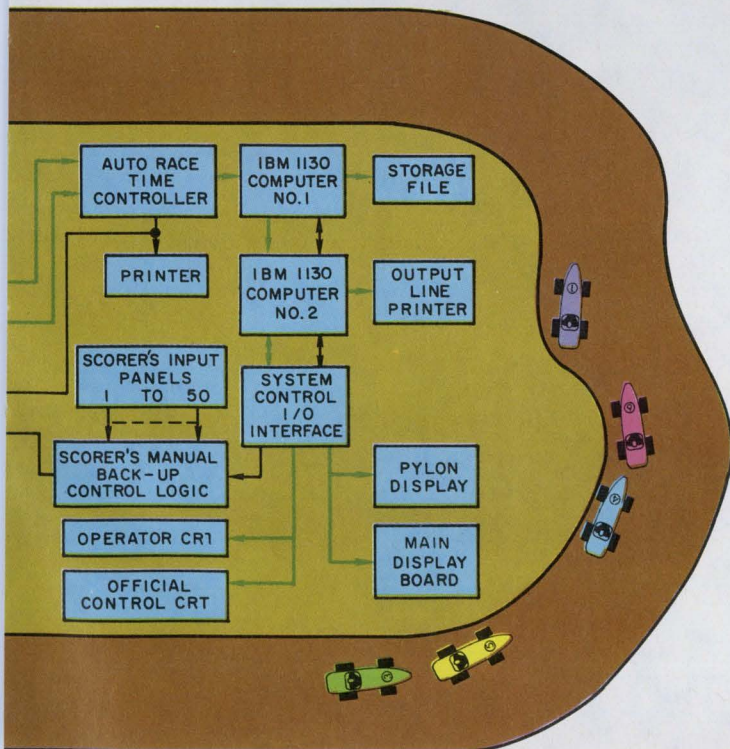 AUTO RACE
TIME
CONTROLLER
IBM 1130
COMPUTER
NO.1
STORAGE
FILE
PRINTER
IBM 1130
COMPUTER
NO.2
OUTPUT
LINE
PRINTER
SCORER'S INPUT
PANELS
1 TO 50
SYSTEM
CONTROL
I/O
INTERFACE
SCORER'S MANUAL
BACK-UP
CONTROL LOGIC
PYLON
DISPLAY
OPERATOR CRT
MAIN
DISPLAY
BOARD
OFFICIAL
CONTROL CRT
1
4